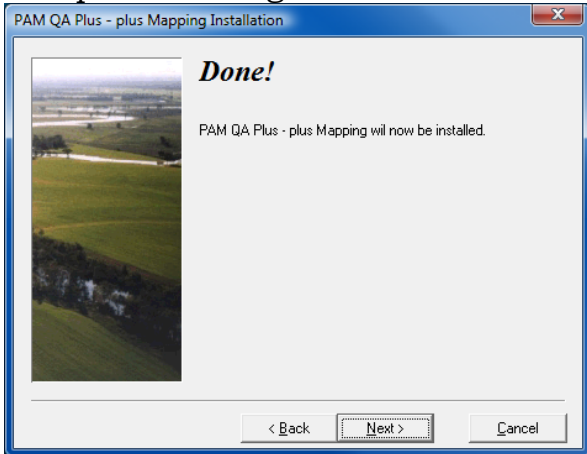 PAM QA Plus - plus Mapping Installation
Done!
PAM QA Plus - plus Mapping wil now be installed.
< Back
Next >
Cancel